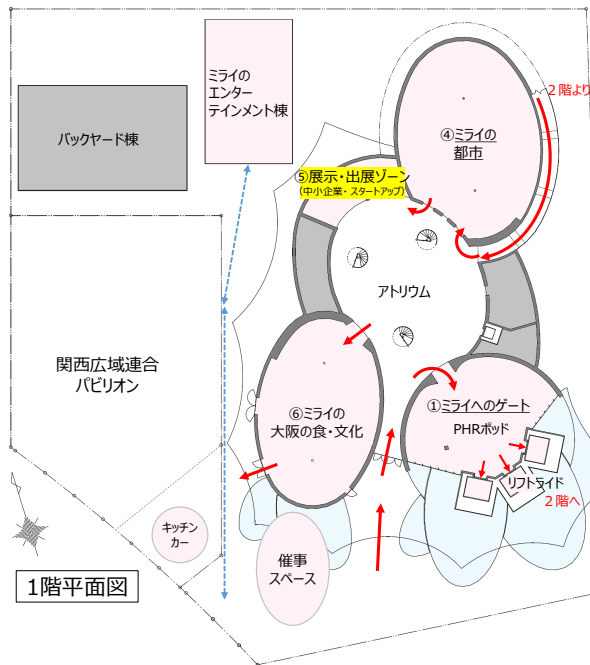 ミライの
エンター
テインメント棟
バックヤード棟
④ミライの
都市
2階より
⑤展示・出展ゾーン
(中小企業・スタートアップ)
アトリウム
関西広域連合
パビリオン
⑥ミライの
大阪の食・文化
①ミライへのゲート
PHRポッド
リフトライド
2階へ
キッチン
カー
催事
スペース
1階平面図